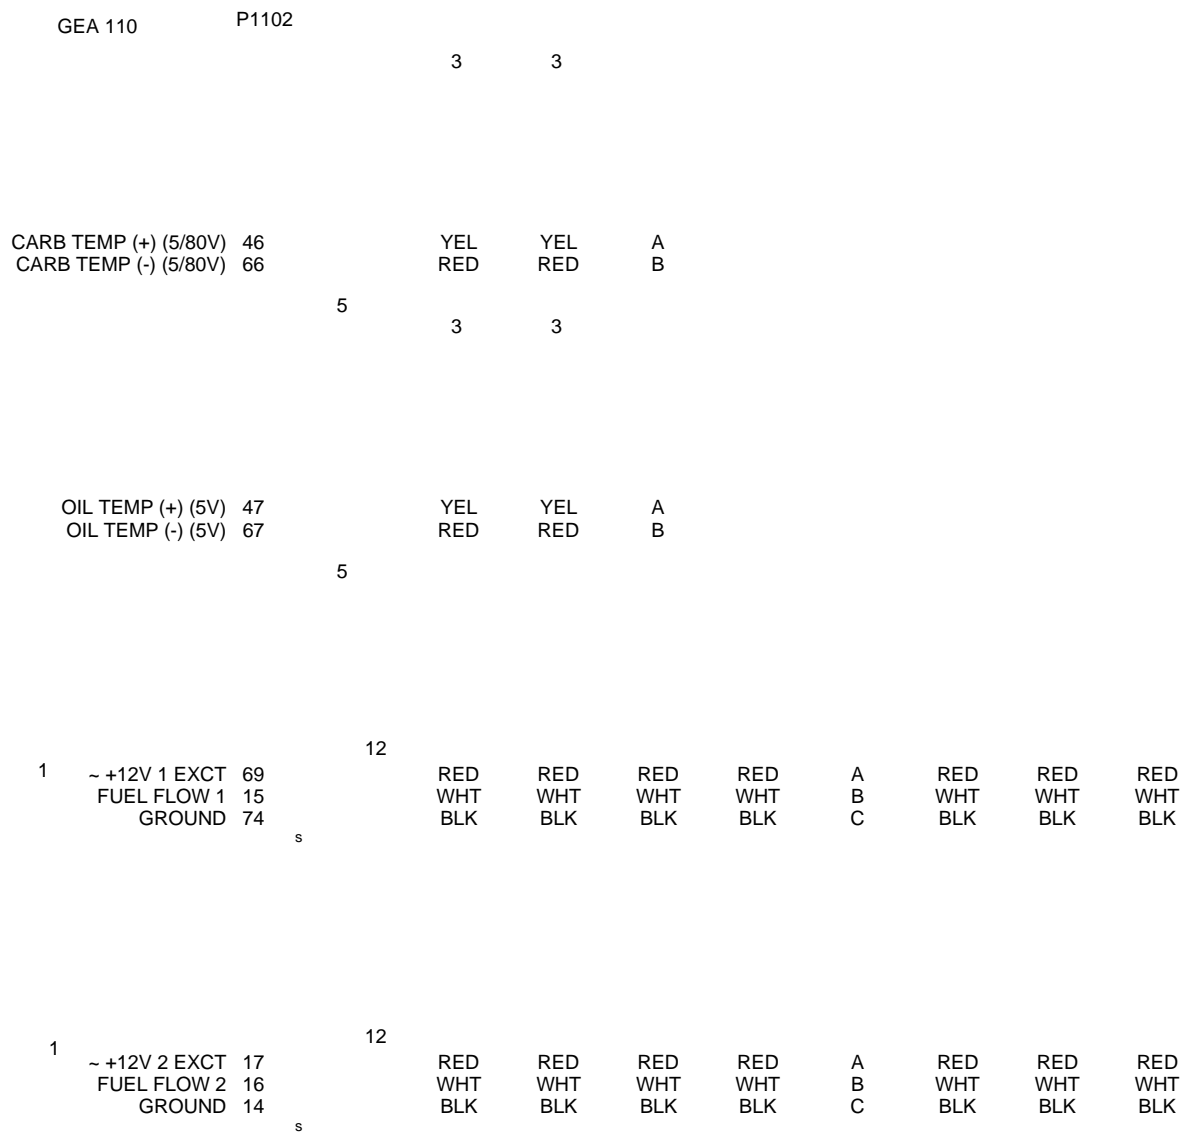 GEA 110 P1102
3 3
CARB TEMP (+) (5/80V) 46 YEL YEL A
CARB TEMP (-) (5/80V) 66 RED RED B
5
3 3
OIL TEMP (+) (5V) 47 YEL YEL A
OIL TEMP (-) (5V) 67 RED RED B
5
12
1 ~ +12V 1 EXCT 69 RED RED RED RED A RED RED RED
FUEL FLOW 1 15 WHT WHT WHT WHT B WHT WHT WHT
GROUND 74 BLK BLK BLK BLK C BLK BLK BLK
s
12
1 ~ +12V 2 EXCT 17 RED RED RED RED A RED RED RED
FUEL FLOW 2 16 WHT WHT WHT WHT B WHT WHT WHT
GROUND 14 BLK BLK BLK BLK C BLK BLK BLK
s